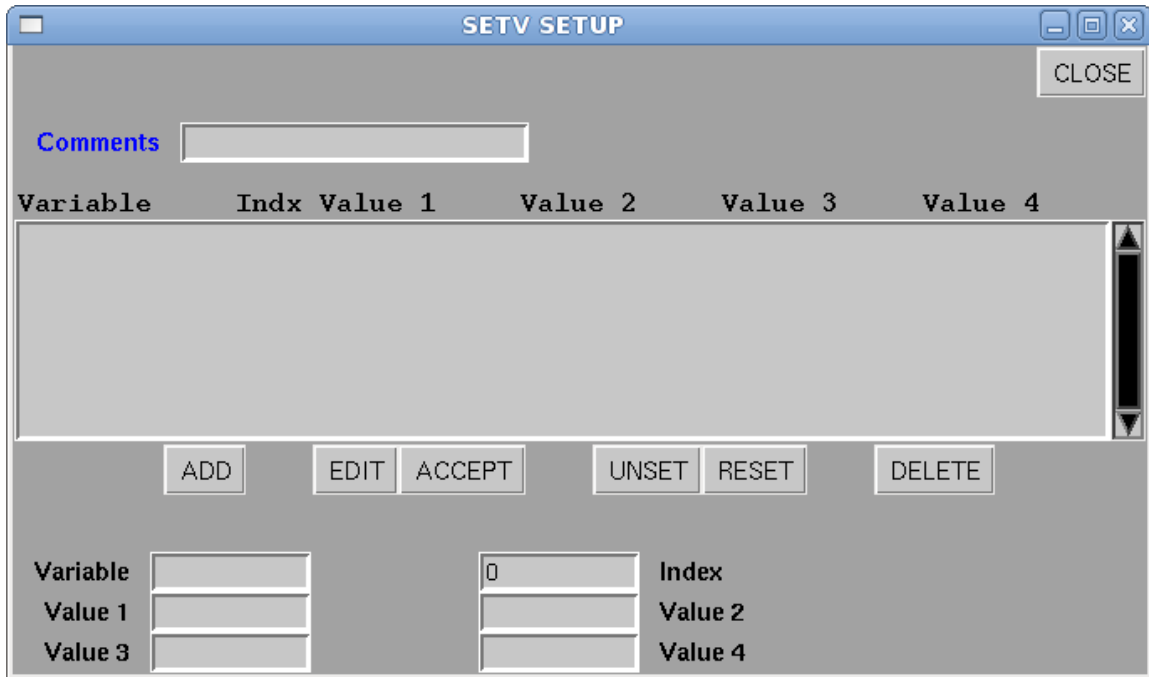 SETV SETUP
CLOSE
Comments
Variable Indx Value 1 Value 2 Value 3 Value 4
ADD EDIT ACCEPT UNSET RESET DELETE
Variable 0 Index
Value 1 Value 2
Value 3 Value 4